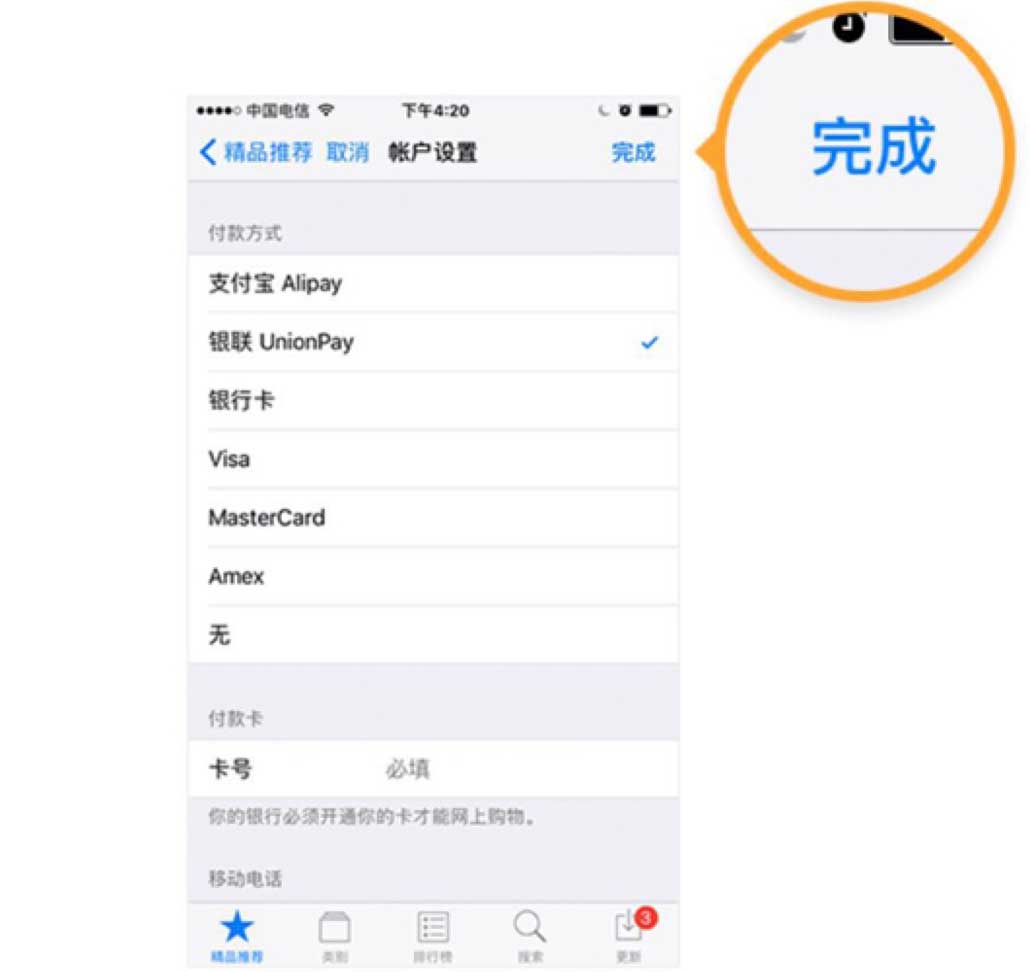 中国电信 下午4:20
精品推荐 取消 帐户设置 完成
完成
付款方式
支付宝 Alipay
银联 UnionPay
银行卡
Visa
MasterCard
Amex
无
付款卡
卡号 必填
你的银行必须开通你的卡才能网上购物。
移动电话
3
精品推荐 类别 排行榜 搜索 更新